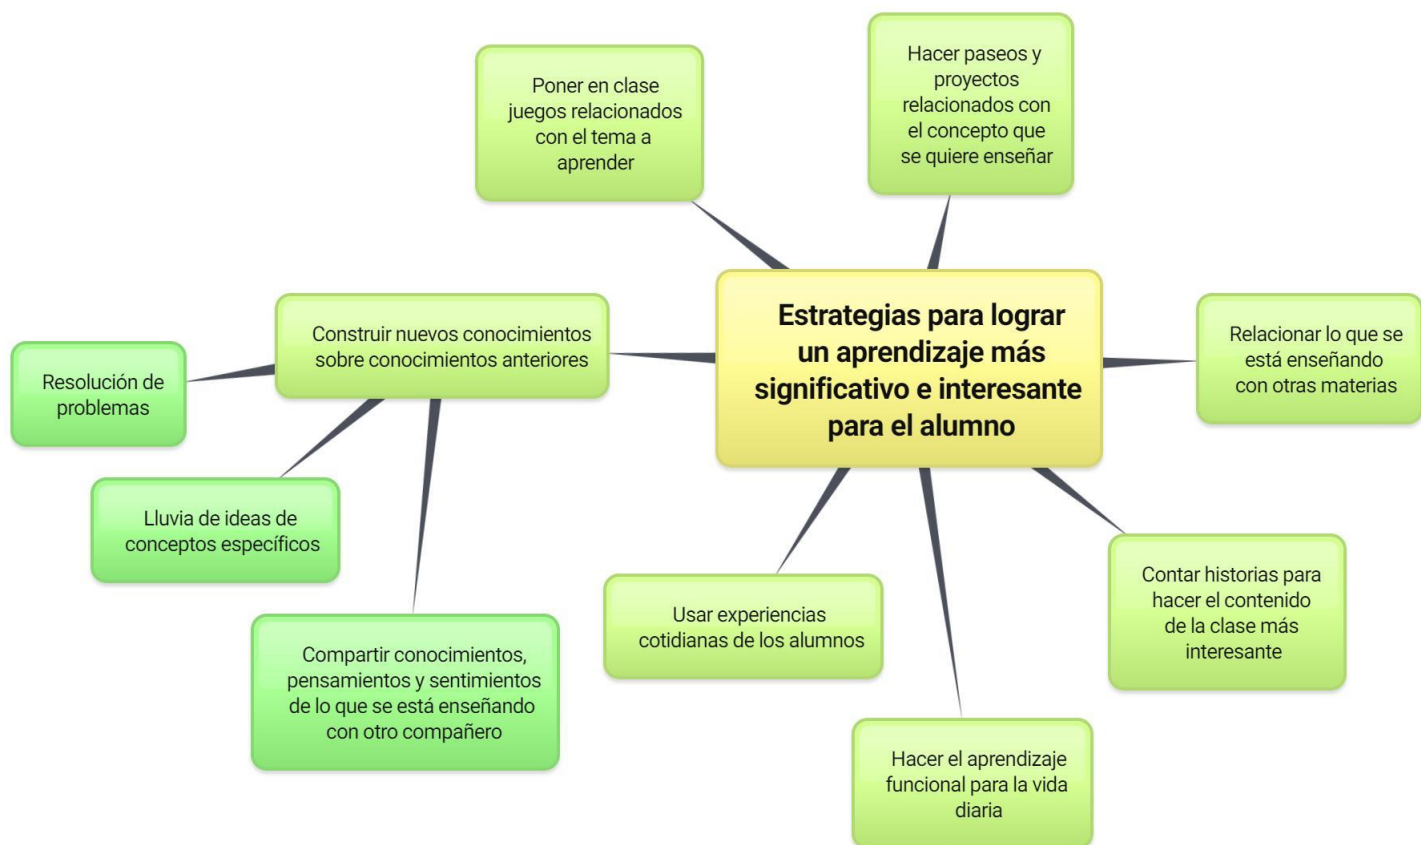 Hacer paseos y
proyectos
relacionados con
el concepto que
se quiere enseñar
Poner en clase
juegos relacionados
con el tema a
aprender
Estrategias para lograr
un aprendizaje más
significativo e interesante
para el alumno
Construir nuevos conocimientos
sobre conocimientos anteriores
Relacionar lo que se
está enseñando
con otras materias
Resolución de
problemas
Lluvia de ideas de
conceptos específicos
Compartir conocimientos,
pensamientos y sentimientos
de lo que se está enseñando
con otro compañero
Usar experiencias
cotidianas de los alumnos
Contar historias para
hacer el contenido
de la clase más
interesante
Hacer el aprendizaje
funcional para la vida
diaria